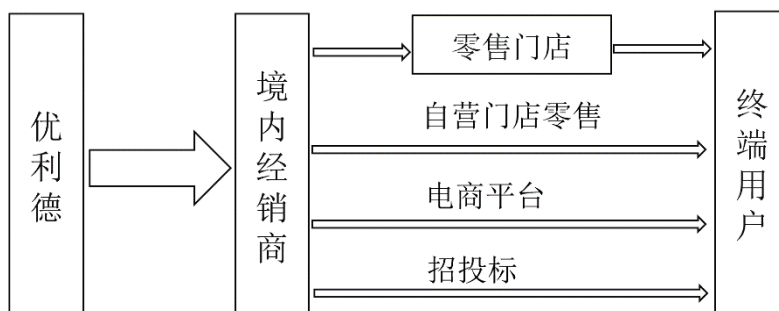 优利德
境内经销商
零售门店
自营门店零售
电商平台
招投标
终端用户